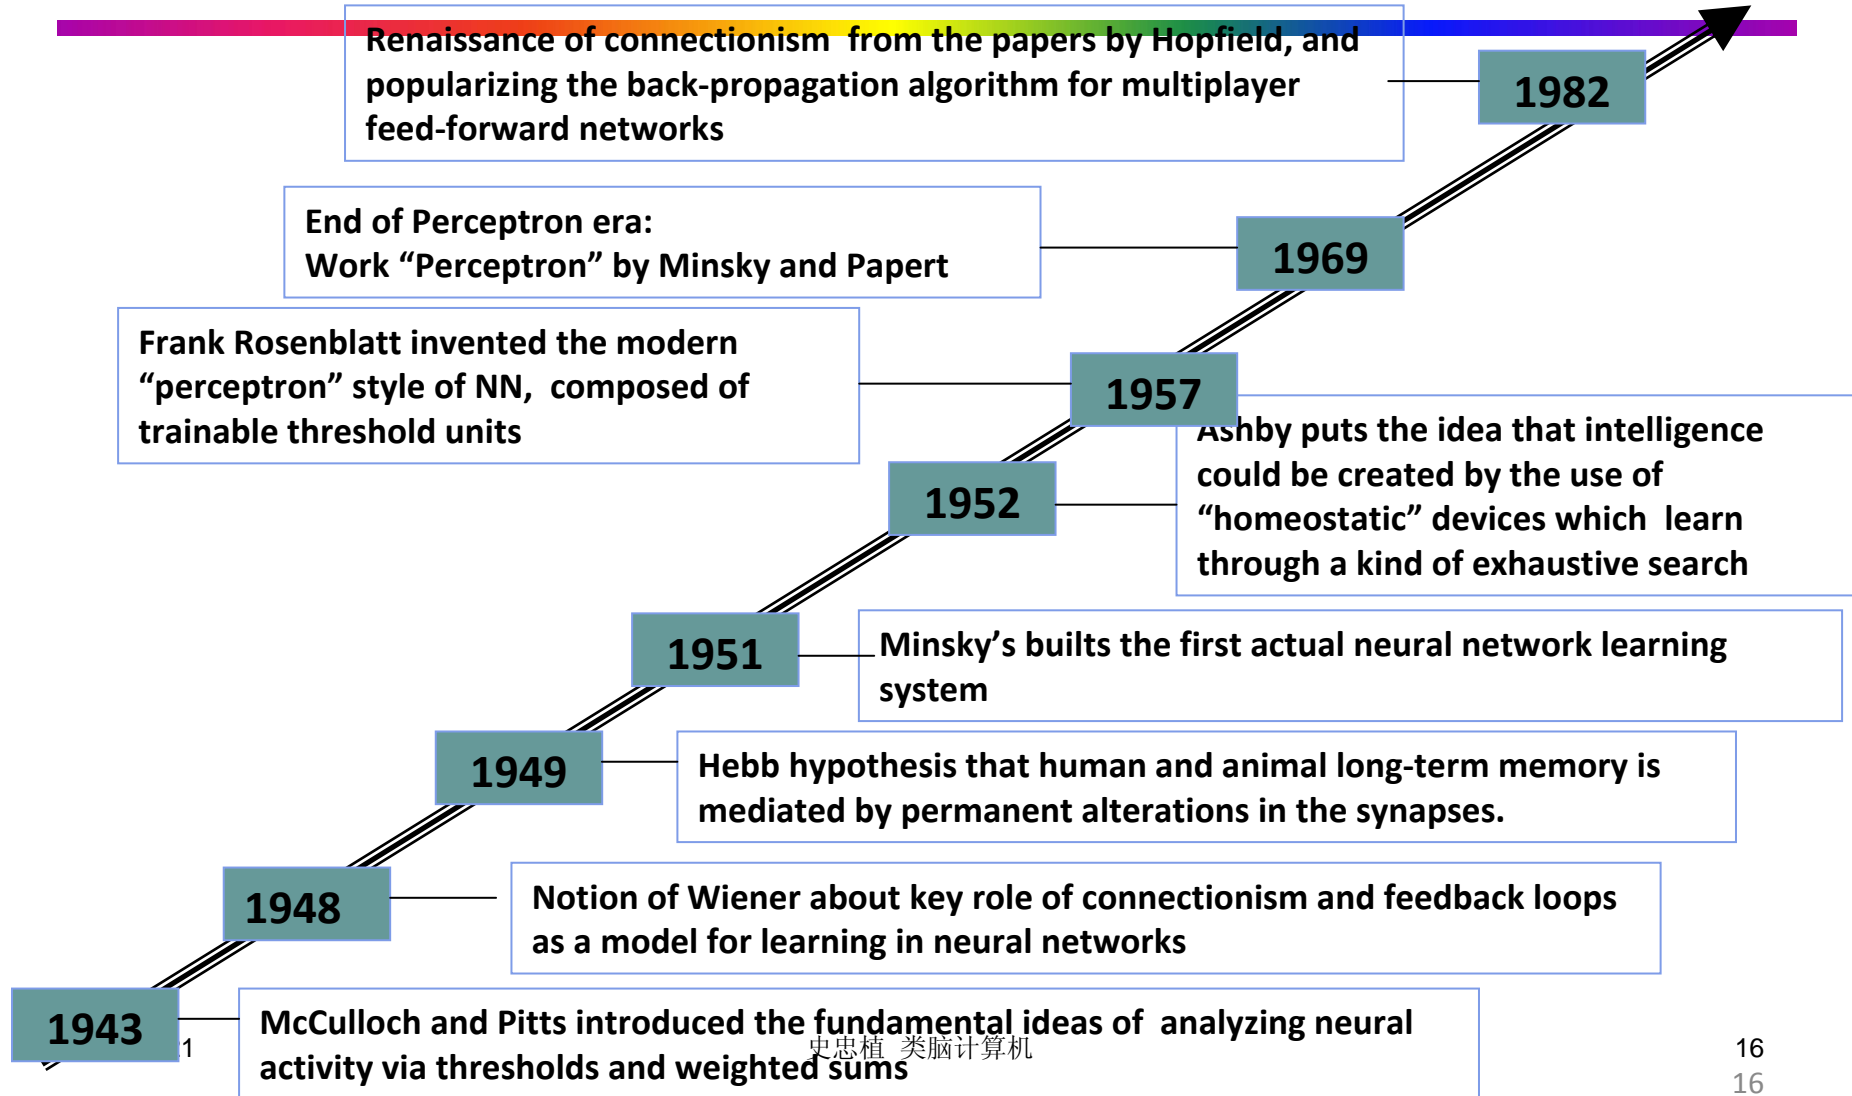 Renaissance of connectionism from the papers by Hopfield, and
popularizing the back-propagation algorithm for multiplayer
feed-forward networks
1982
End of Perceptron era:
Work “Perceptron” by Minsky and Papert
1969
Frank Rosenblatt invented the modern
“perceptron” style of NN, composed of
trainable threshold units
1957
Ashby puts the idea that intelligence
could be created by the use of
“homeostatic” devices which learn
through a kind of exhaustive search
1952
1951
Minsky’s builts the first actual neural network learning
system
1949
Hebb hypothesis that human and animal long-term memory is
mediated by permanent alterations in the synapses.
1948
Notion of Wiener about key role of connectionism and feedback loops
as a model for learning in neural networks
1943
McCulloch and Pitts introduced the fundamental ideas of analyzing neural
activity via thresholds and weighted sums
史忠植 类脑计算机
16
16